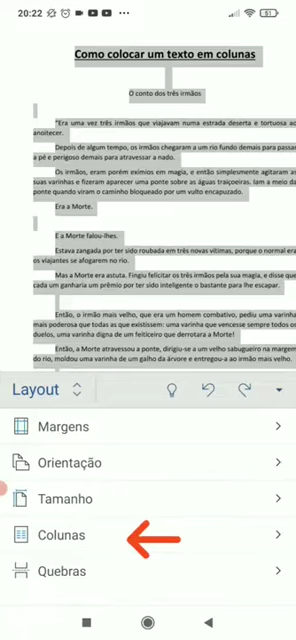 20:22
51
Como colocar um texto em colunas
O conto dos três irmãos
"Era uma vez três irmãos que viajavam numa estrada deserta e tortuosa ao
anoitecer.
Depois de algum tempo, os irmãos chegaram a um rio fundo demais para passar
a pé e perigoso demais para atravessar a nado.
Os irmãos, eram porém exímios em magia, e então simplesmente agitaram as
suas varinhas e fizeram aparecer uma ponte sobre as águas traiçoeiras. Iam a meio da
ponte quando viram o caminho bloqueado por um vulto encapuzado.
Era a Morte.
E a Morte falou-lhes.
Estava zangada por ter sido roubada em três novas vítimas, porque o normal era
os viajantes se afogarem no rio.
Mas a Morte era astuta. Fingiu felicitar os três irmãos pela sua magia, e disse que
cada um ganharia um prémio por ter sido inteligente o bastante para lhe escapar.
Então, o irmão mais velho, que era um homem combativo, pediu uma varinha
mais poderosa que todas as que existissem: uma varinha que vencesse sempre todos os
duelos, uma varinha digna de um feiticeiro que derrotara a Morte!
Então, a Morte atravessou a ponte, dirigiu-se a um velho sabugueiro na margem
do rio, moldou uma varinha de um galho da árvore e entregou-a ao irmão mais velho.
Layout
Margens
Orientação
Tamanho
Colunas
Quebras